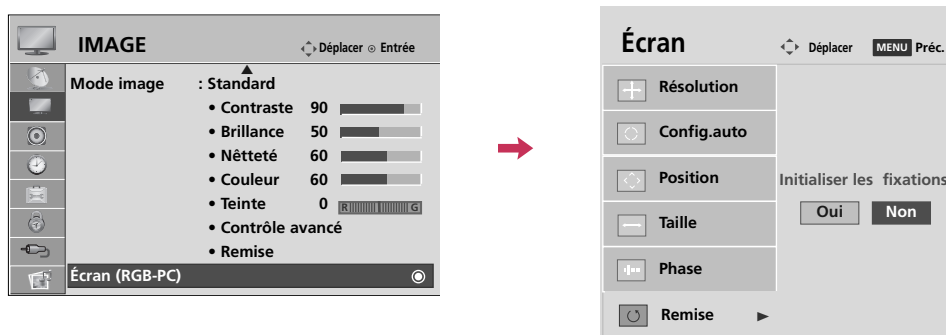 IMAGE
Déplacer Entrée
Mode image : Standard
• Contraste 90
• Brillance 50
• Nêtteté 60
• Couleur 60
• Teinte 0 R G
• Contrôle avancé
• Remise
Écran (RGB-PC)
Écran
Déplacer MENU Préc.
Résolution
Config.auto
Position
Taille
Phase
Remise
Initialiser les fixations
Oui Non